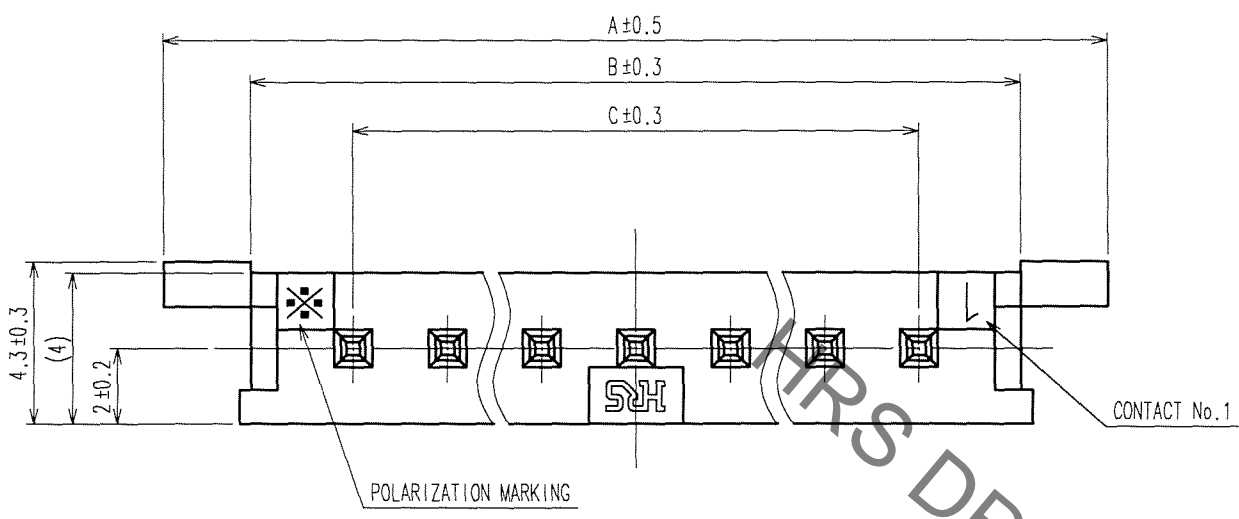 A±0.5
B±0.3
C±0.3
4.3±0.3
(4)
2±0.2
※
1
HRS
HRS
CONTACT No.1
POLARIZATION MARKING